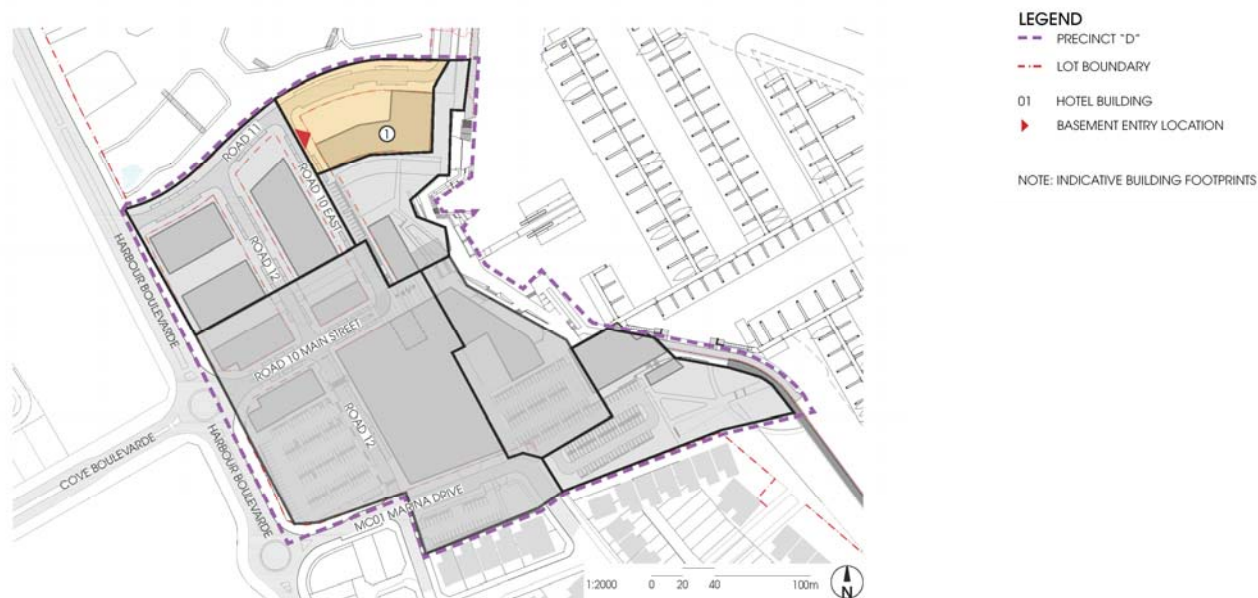 LEGEND
PRECINCT "D"
LOT BOUNDARY
01 HOTEL BUILDING
BASEMENT ENTRY LOCATION
NOTE: INDICATIVE BUILDING FOOTPRINTS
1
ROAD 11
ROAD 10 EAST
ROAD 12
HARBOUR BOULEVARDE
ROAD 10 MAIN STREET
ROAD 12
COVE BOULEVARDE
HARBOUR BOULEVARDE
MC01 MARINA DRIVE
1:2000 0 20 40 100m
N